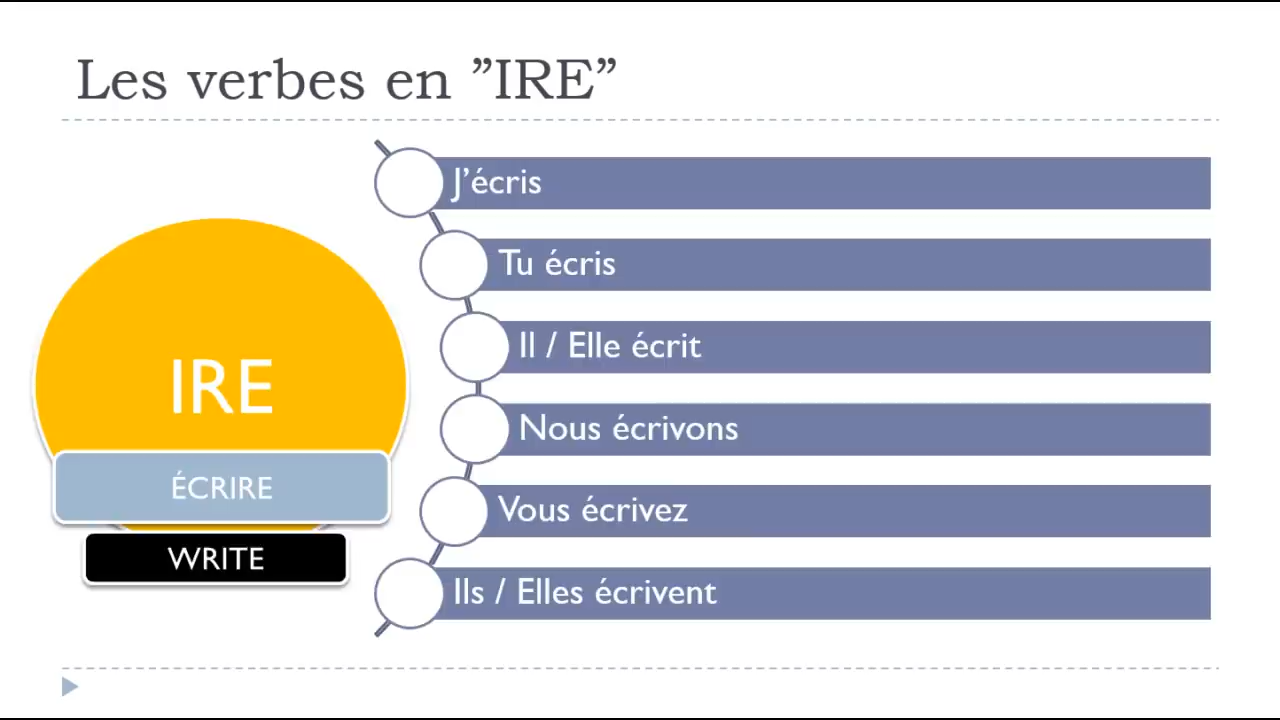 Les verbes en ”IRE”
IRE
ÉCRIRE
WRITE
J’écris
Tu écris
Il / Elle écrit
Nous écrivons
Vous écrivez
Ils / Elles écrivent